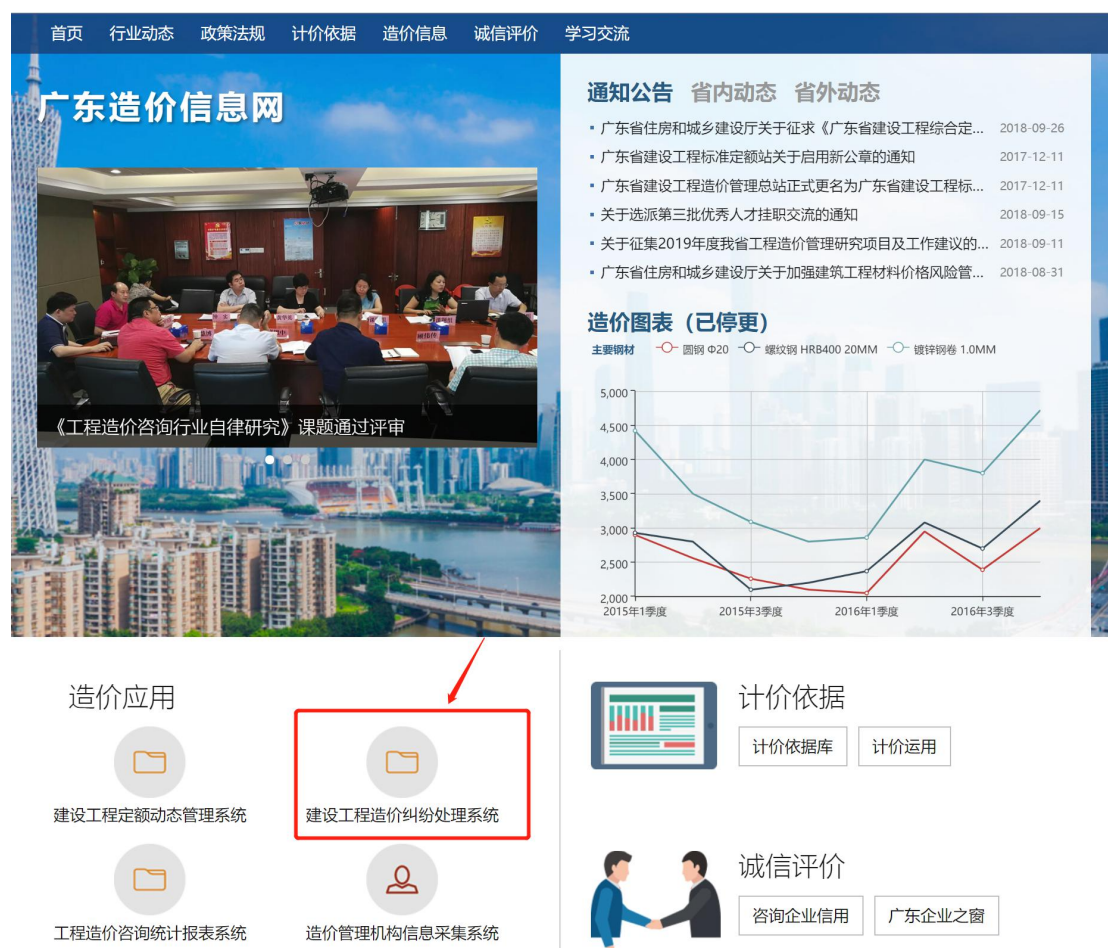 首页 行业动态 政策法规 计价依据 造价信息 诚信评价 学习交流
广东造价信息网
《工程造价咨询行业自律研究》课题通过评审
通知公告 省内动态 省外动态
广东省住房和城乡建设厅关于征求《广东省建设工程综合定... 2018-09-26
广东省建设工程标准定额站关于启用新公章的通知 2017-12-11
广东省建设工程造价管理总站正式更名为广东省建设工程标... 2017-12-11
关于选派第三批优秀人才挂职交流的通知 2018-09-15
关于征集2019年度我省工程造价管理研究项目及工作建议的... 2018-09-11
广东省住房和城乡建设厅关于加强建筑工程材料价格风险管... 2018-08-31
造价图表（已停更）
主要钢材 圆钢 Φ20 螺纹钢 HRB400 20MM 镀锌钢卷 1.0MM
5,000
4,500
4,000
3,500
3,000
2,500
2,000
2015年1季度 2015年3季度 2016年1季度 2016年3季度
造价应用
建设工程定额动态管理系统 建设工程造价纠纷处理系统
工程造价咨询统计报表系统 造价管理机构信息采集系统
计价依据
计价依据库 计价运用
诚信评价
咨询企业信用 广东企业之窗